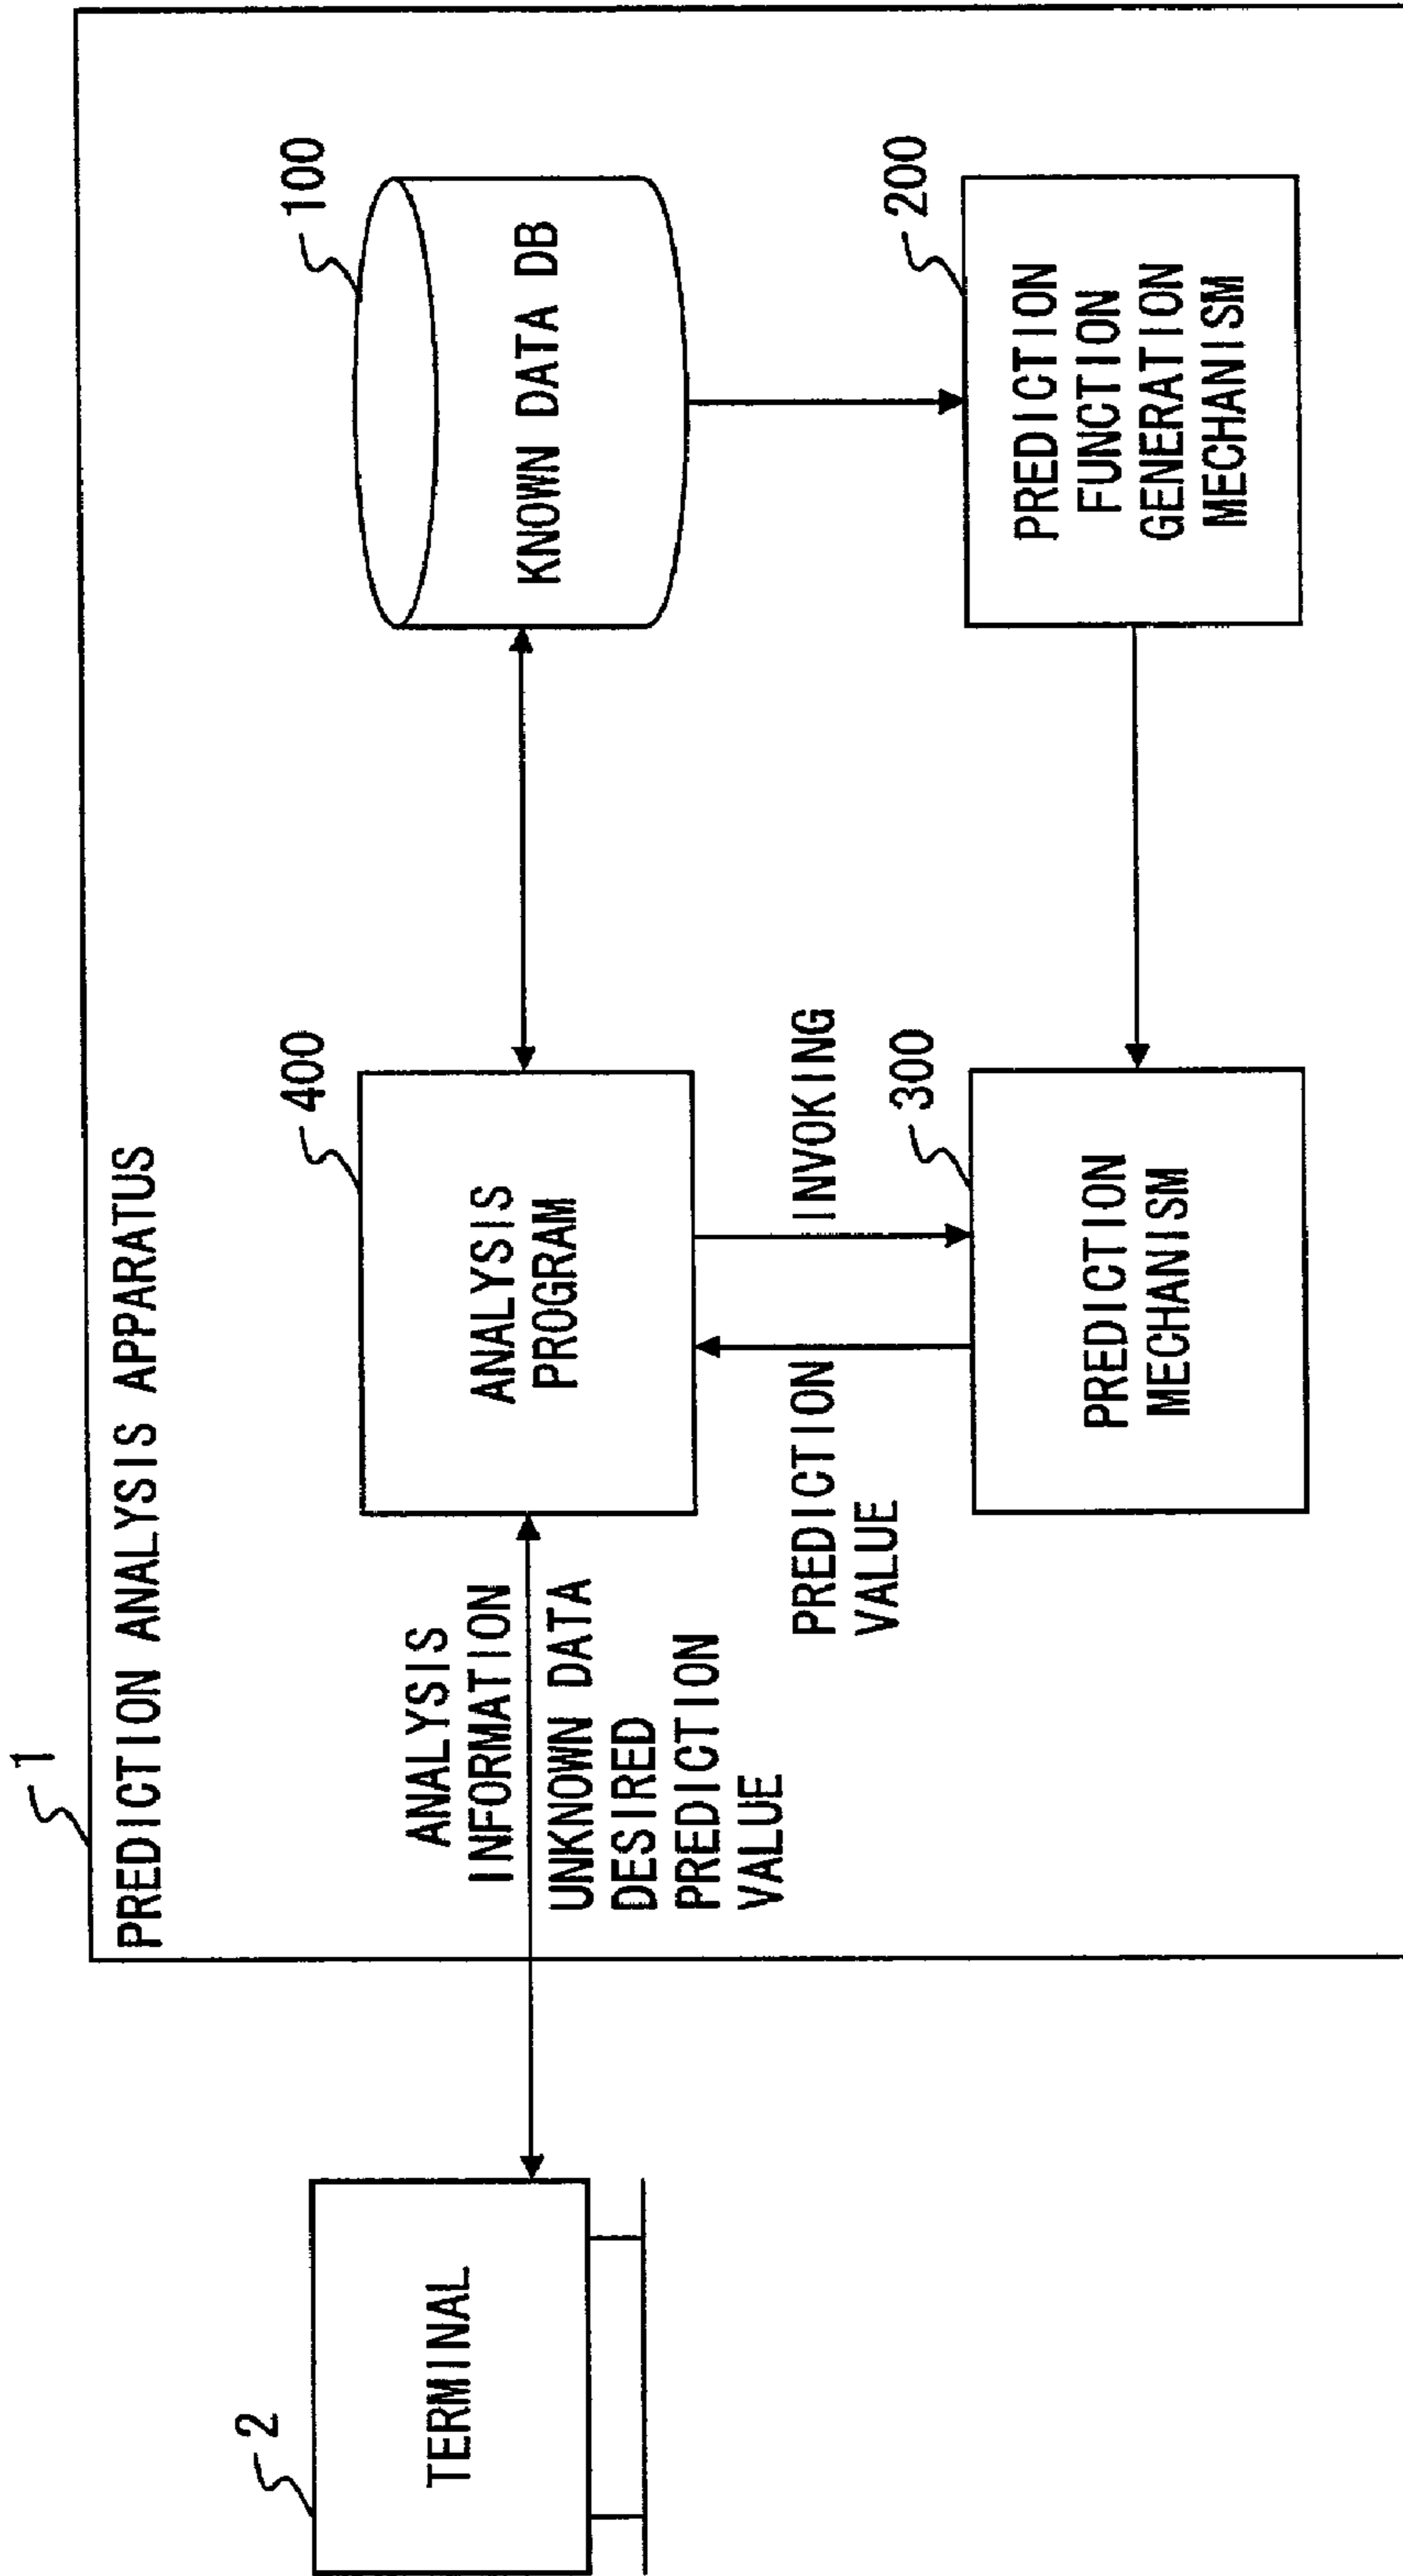 1
PREDICTION ANALYSIS APPARATUS
2
TERMINAL
ANALYSIS
INFORMATION
UNKNOWN DATA
DESIRED
PREDICTION
VALUE
400
ANALYSIS
PROGRAM
100
KNOWN DATA DB
PREDICTION
VALUE
INVOKING
300
PREDICTION
MECHANISM
200
PREDICTION
FUNCTION
GENERATION
MECHANISM